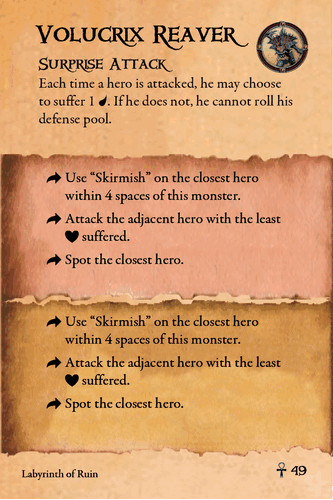 Volucrix Reaver
Surprise Attack
Each time a hero is attacked, he may choose
to suffer 1 . If he does not, he cannot roll his
defense pool.
Use “Skirmish” on the closest hero
within 4 spaces of this monster.
Attack the adjacent hero with the least
suffered.
Spot the closest hero.
Use “Skirmish” on the closest hero
within 4 spaces of this monster.
Attack the adjacent hero with the least
suffered.
Spot the closest hero.
Labyrinth of Ruin
49